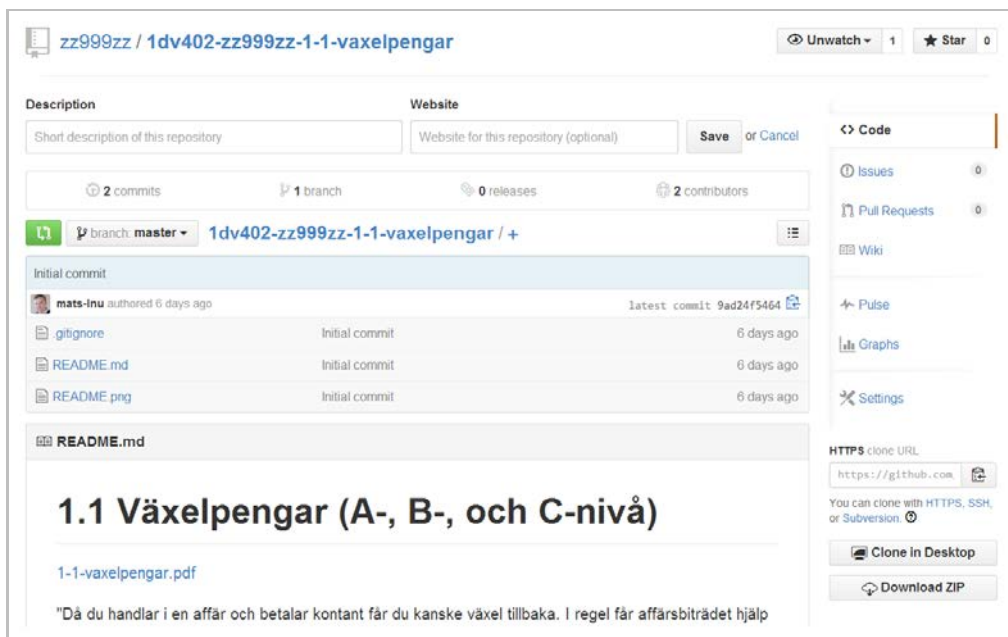 zz999zz / 1dv402-zz999zz-1-1-vaxelpengar
Unwatch 1 Star 0
Description Website
Short description of this repository Website for this repository (optional) Save or Cancel
2 commits 1 branch 0 releases 2 contributors
branch: master 1dv402-zz999zz-1-1-vaxelpengar / +
Initial commit
mats-lnu authored 6 days ago latest commit 9ad24f5464
.gitignore Initial commit 6 days ago
README.md Initial commit 6 days ago
README.png Initial commit 6 days ago
README.md
1.1 Växelpengar (A-, B-, och C-nivå)
1-1-vaxelpengar.pdf
"Då du handlar i en affär och betalar kontant får du kanske växel tillbaka. I regel får affärsbiträdet hjälp
Code
Issues 0
Pull Requests 0
Wiki
Pulse
Graphs
Settings
HTTPS clone URL
https://github.com
You can clone with HTTPS, SSH,
or Subversion.
Clone in Desktop
Download ZIP